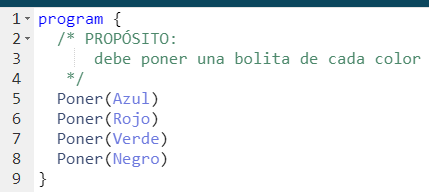 1 program {
2 /* PROPÓSITO:
3 debe poner una bolita de cada color
4 */
5 Poner(Azul)
6 Poner(Rojo)
7 Poner(Verde)
8 Poner(Negro)
9 }